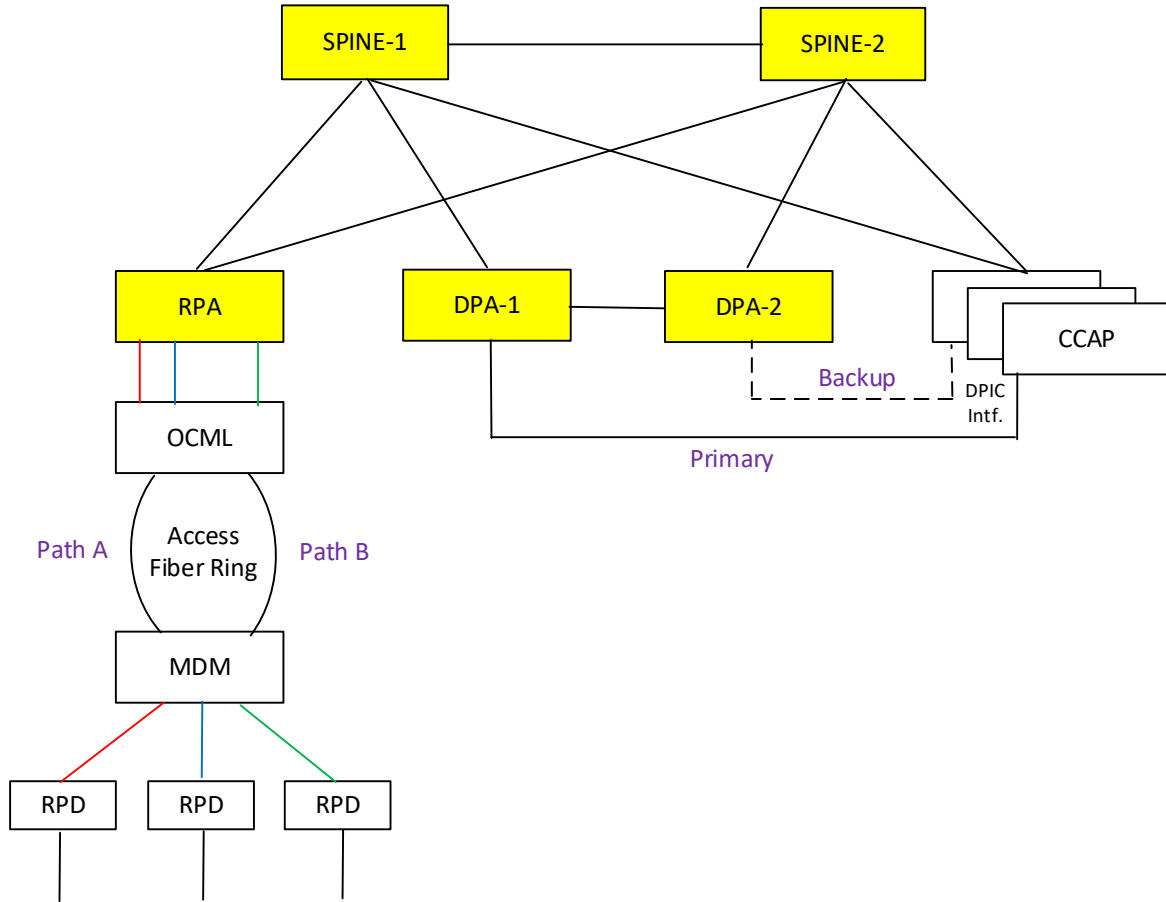 SPINE-1
SPINE-2
RPA
DPA-1
DPA-2
CCAP
Backup
DPIC
Intf.
Primary
OCML
Path A
Access
Fiber Ring
Path B
MDM
RPD
RPD
RPD